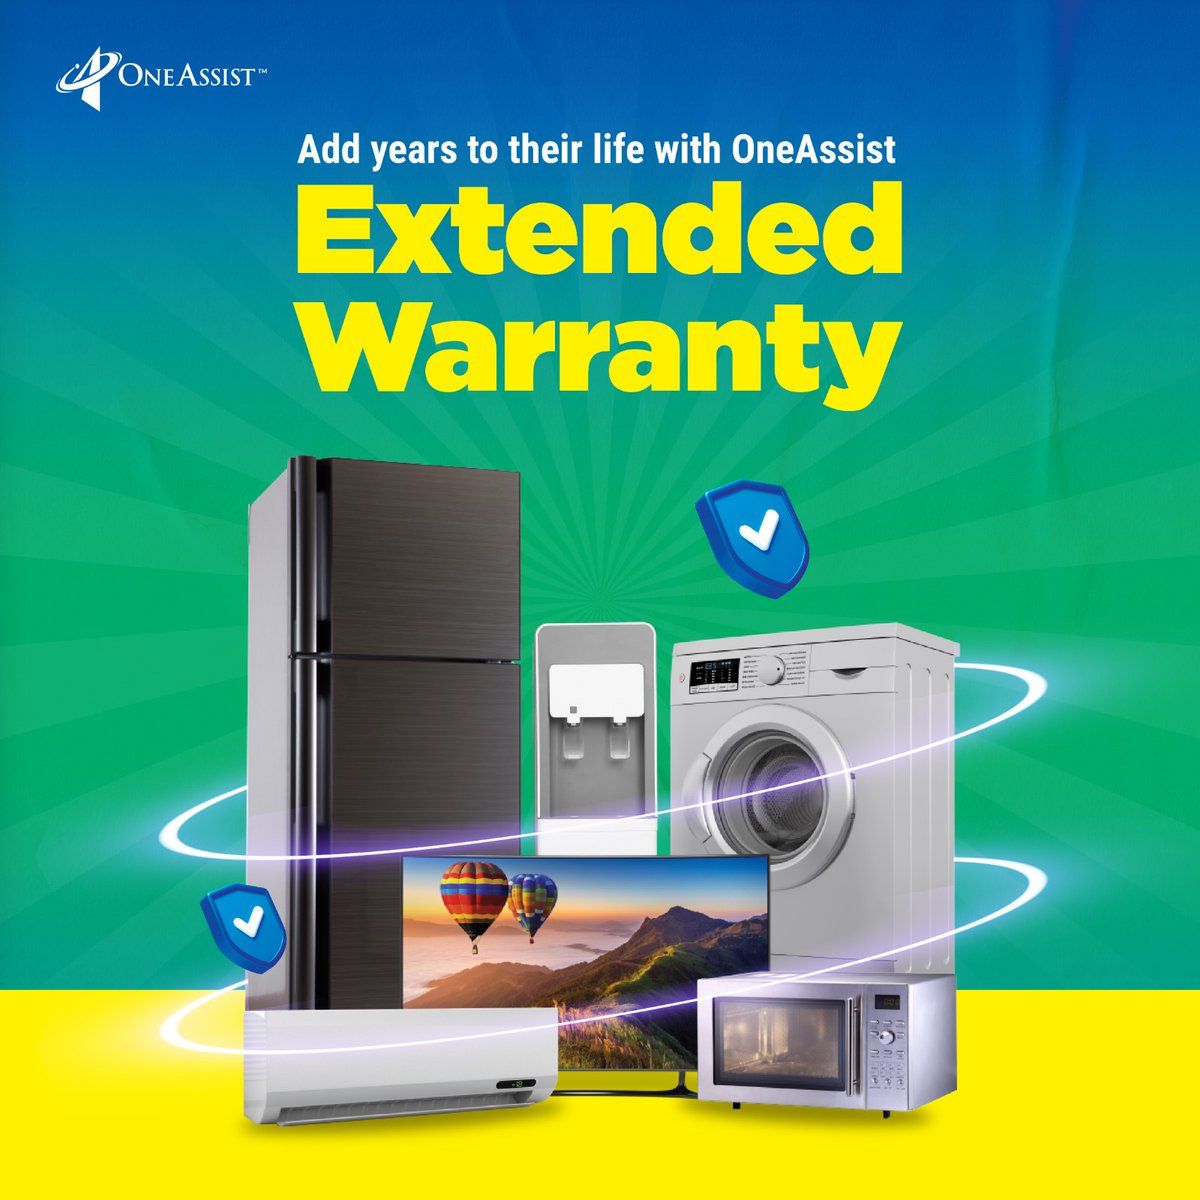 OneAssist™
Add years to their life with OneAssist
Extended
Warranty